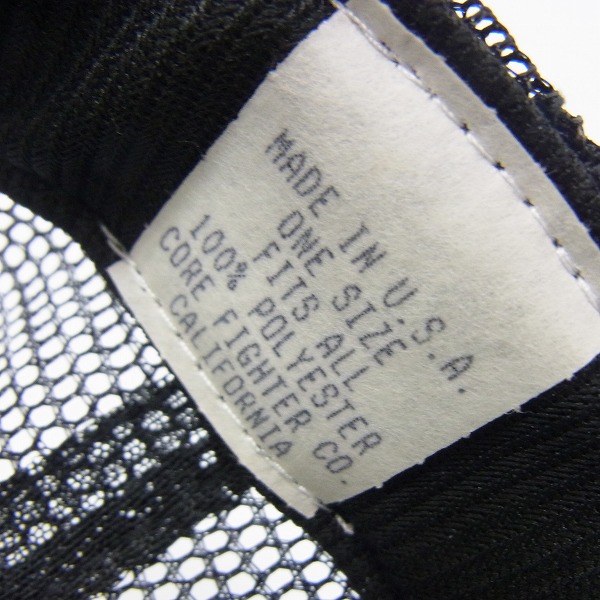 MADE IN U.S.A.
ONE SIZE
FITS ALL
100% POLYESTER
CORE FIGHTER CO.
CALIFORNIA